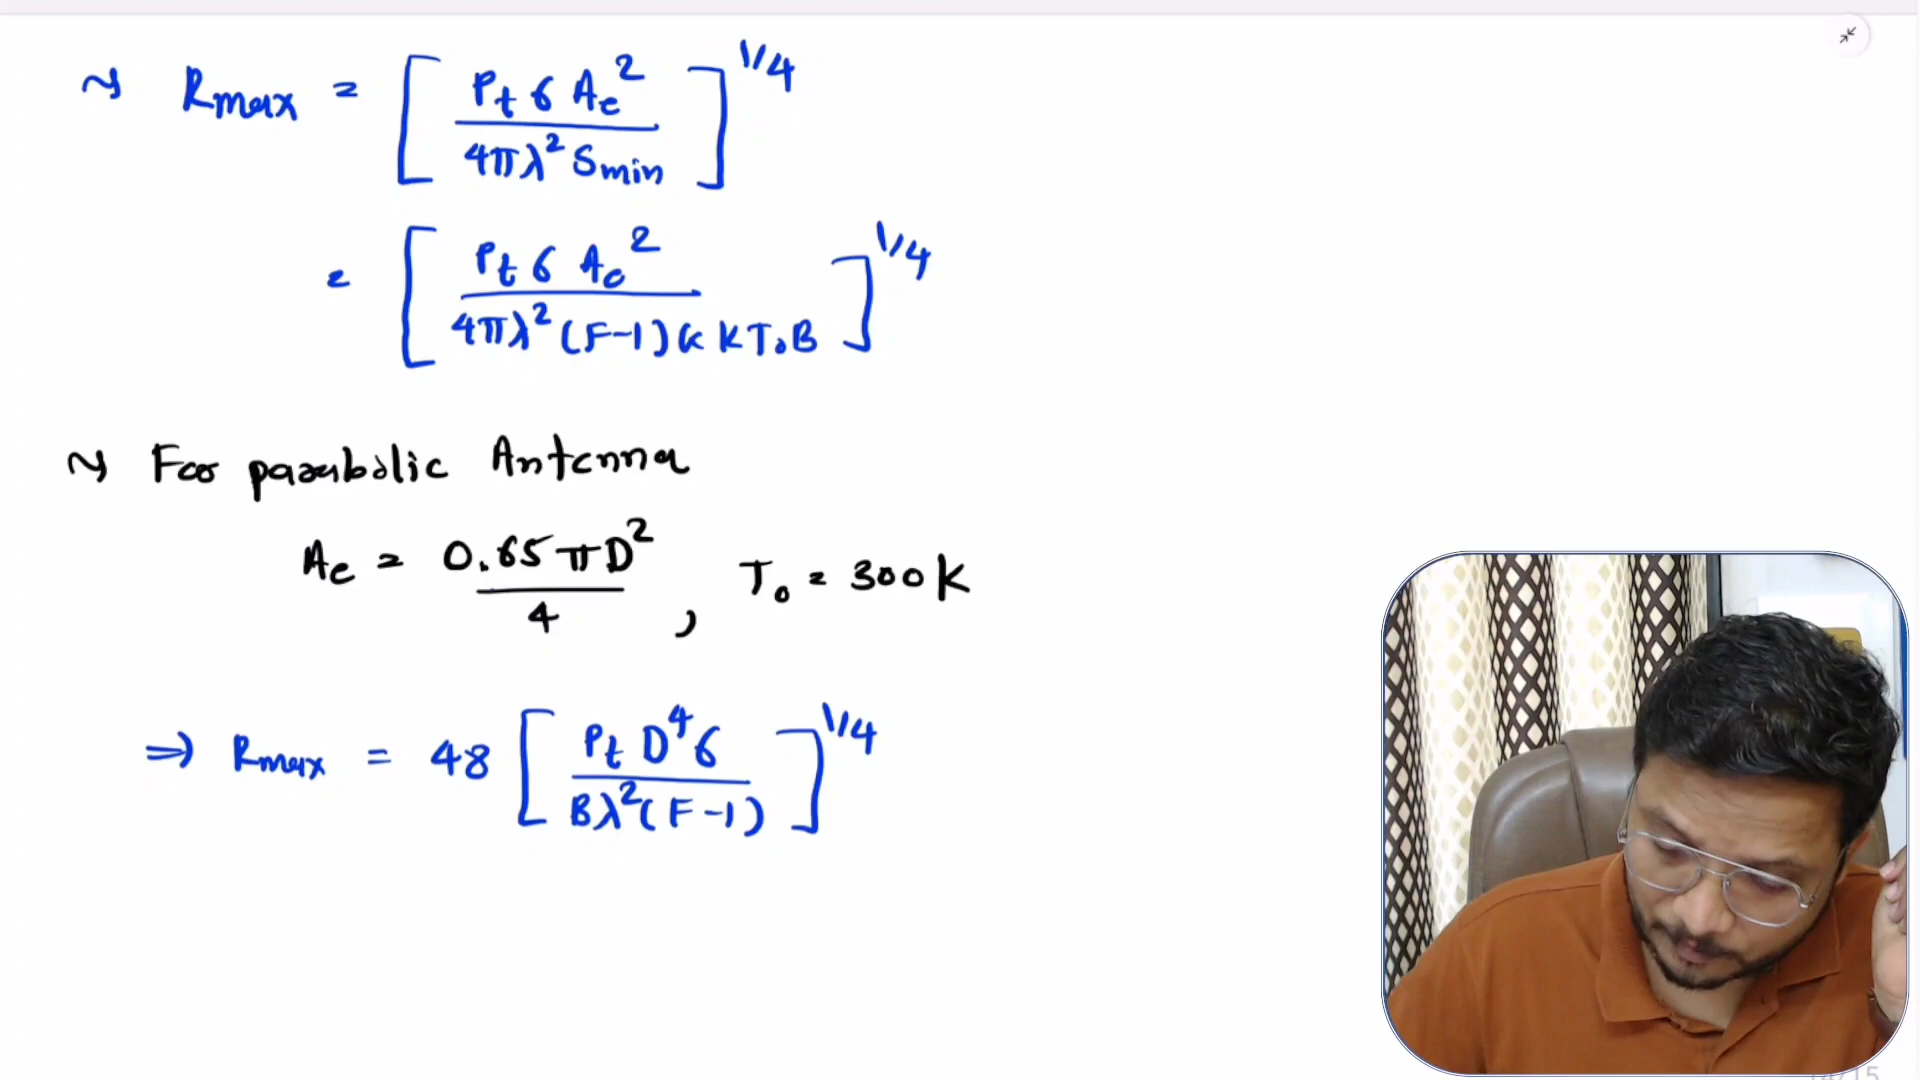 ~ Rmax = [ Pt σ Ae² / 4πλ² Smin ]^1/4
= [ Pt σ Ae² / 4πλ² (F-1) k T₀ B ]^1/4
~ For parabolic Antenna
Ae = 0.65 π D² / 4 , T₀ = 300 K
⇒ Rmax = 48 [ Pt D⁴ σ / B λ² (F-1) ]^1/4